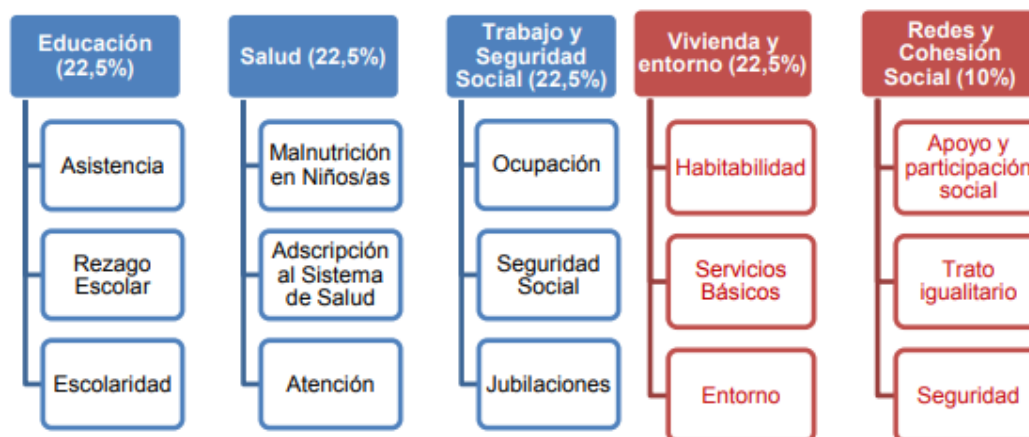 Educación
(22,5%)
Asistencia
Rezago
Escolar
Escolaridad
Salud (22,5%)
Malnutrición
en Niños/as
Adscripción
al Sistema
de Salud
Atención
Trabajo y
Seguridad
Social (22,5%)
Ocupación
Seguridad
Social
Jubilaciones
Vivienda y
entorno (22,5%)
Habitabilidad
Servicios
Básicos
Entorno
Redes y
Cohesión
Social (10%)
Apoyo y
participación
social
Trato
igualitario
Seguridad